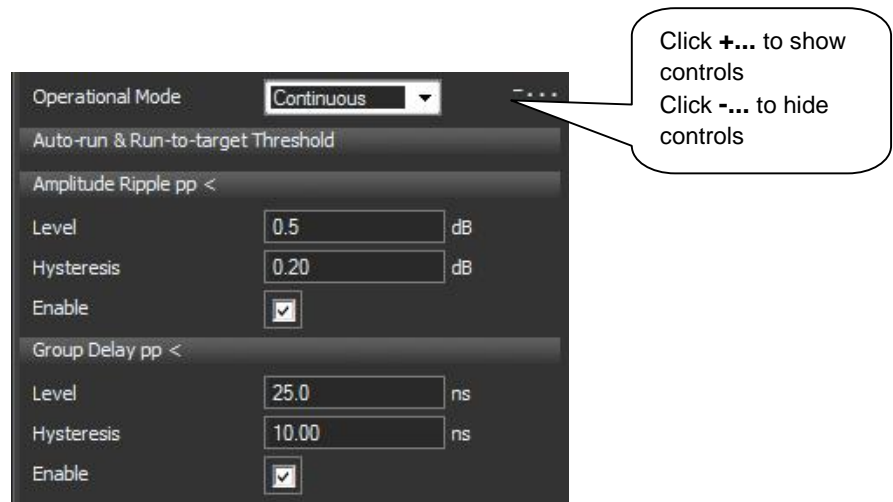 Click +... to show
controls
Click -... to hide
controls
Operational Mode Continuous -...
Auto-run & Run-to-target Threshold
Amplitude Ripple pp <
Level 0.5 dB
Hysteresis 0.20 dB
Enable
Group Delay pp <
Level 25.0 ns
Hysteresis 10.00 ns
Enable